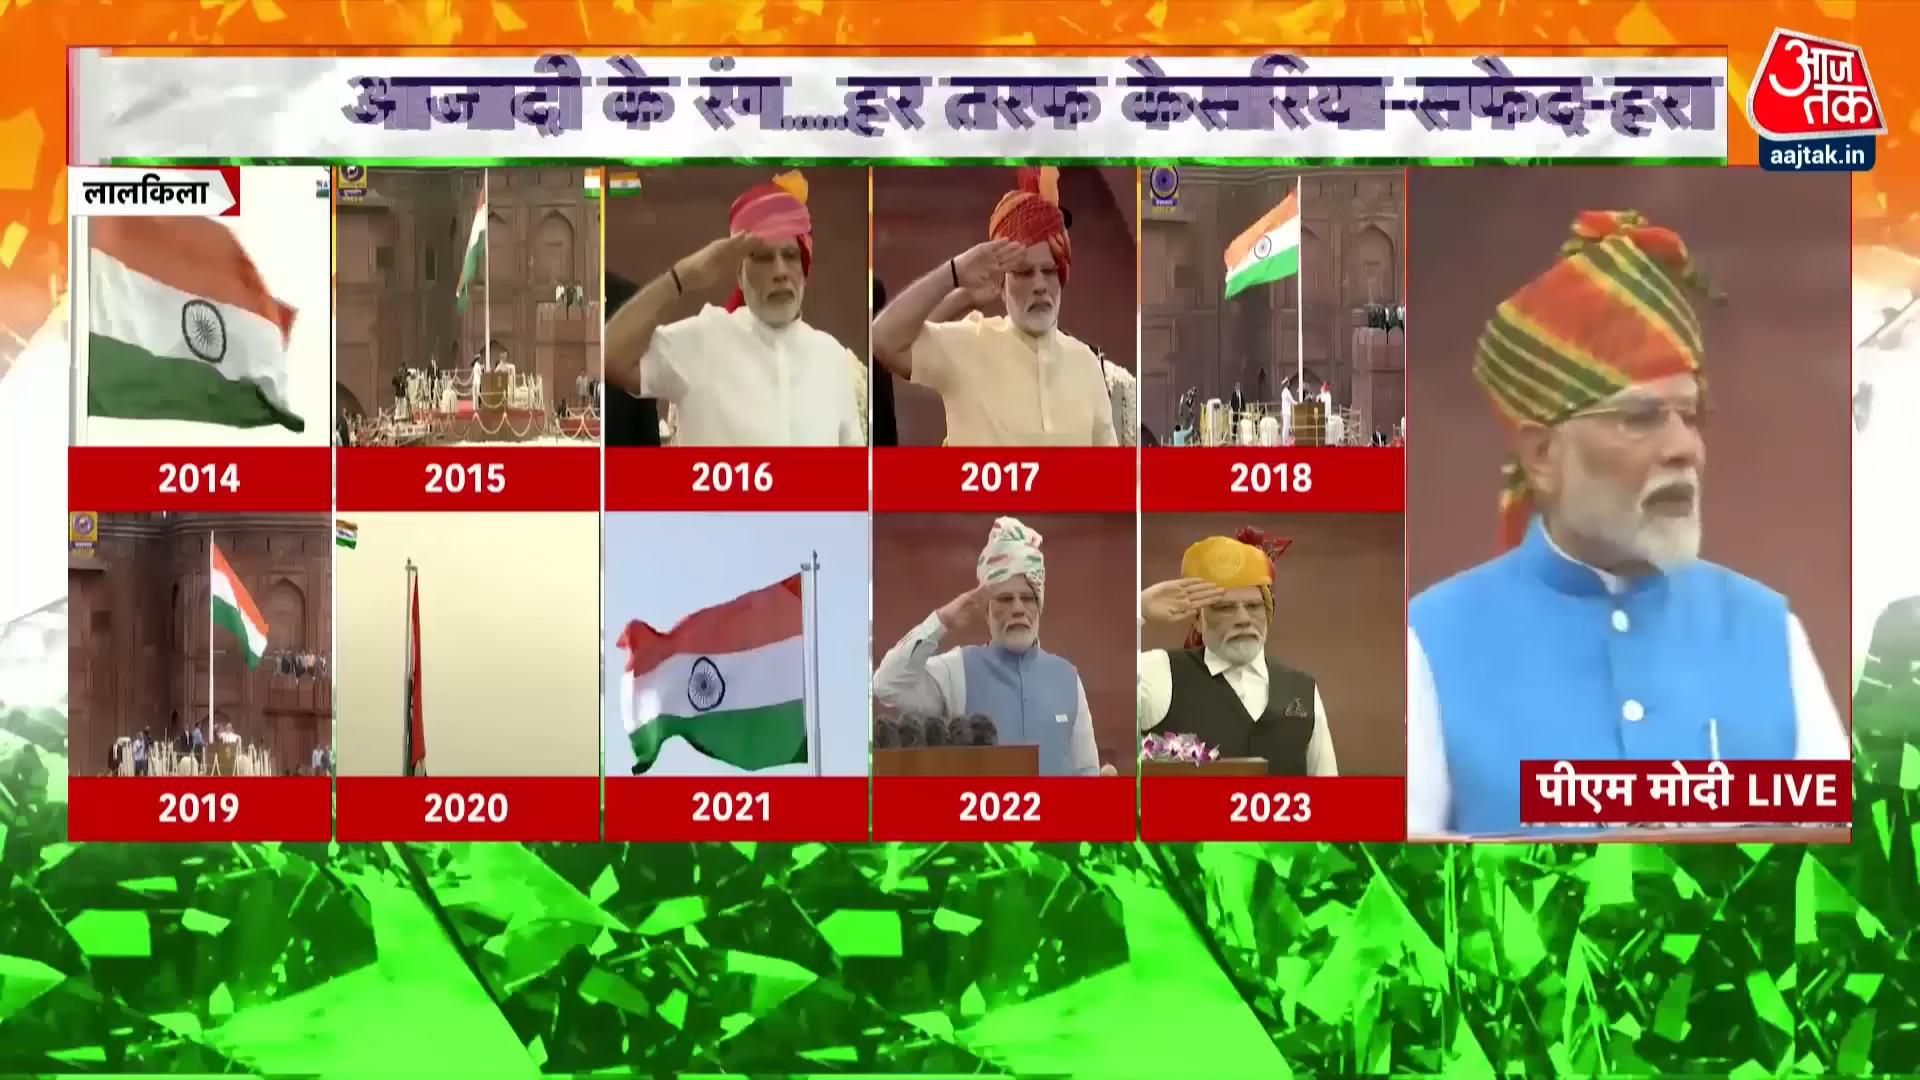 आजादी के रंग.....हर तरफ केसरिया-सफेद-हरा
आज तक
aajtak.in
लालकिला
2014
2015
2016
2017
2018
2019
2020
2021
2022
2023
पीएम मोदी LIVE